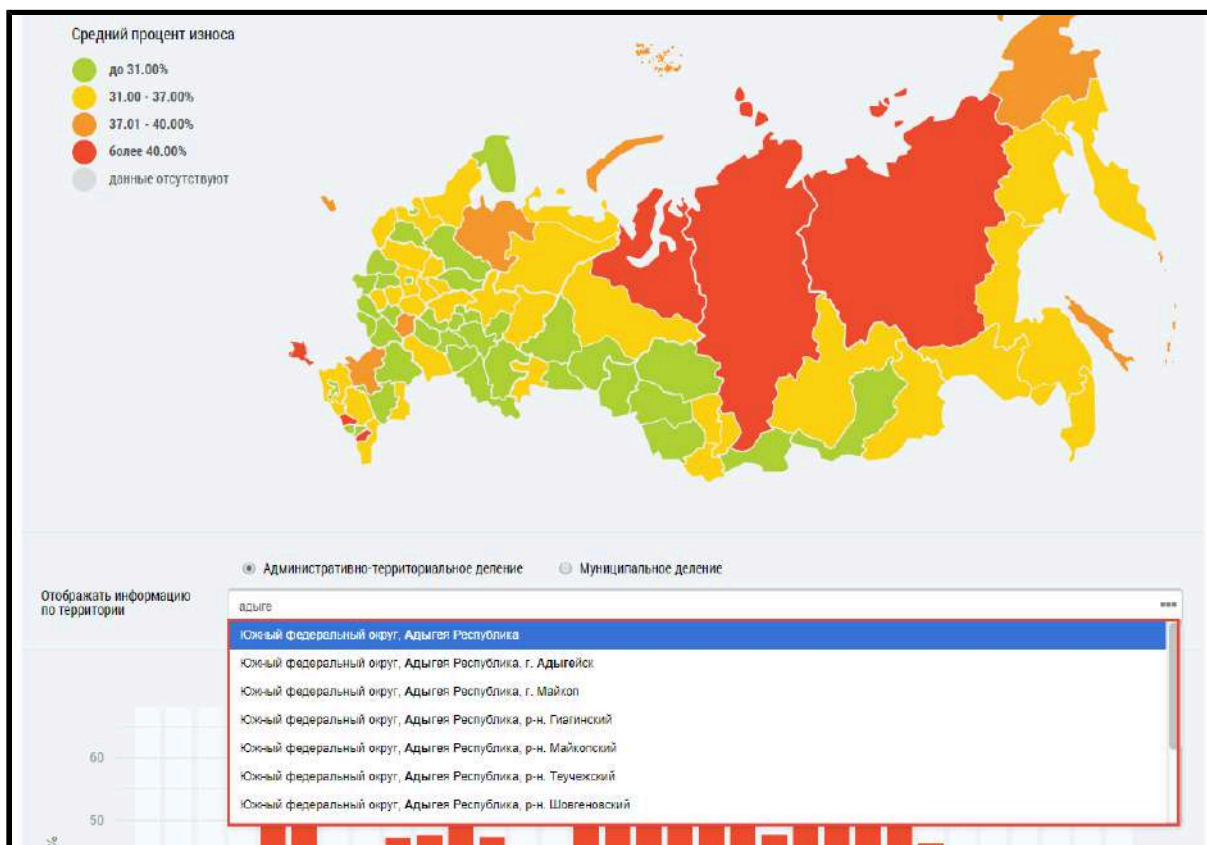 Средний процент износа
до 31.00%
31.00 - 37.00%
37.01 - 40.00%
более 40.00%
данные отсутствуют
Административно-территориальное деление Муниципальное деление
Отображать информацию
по территории
адыге
Южный федеральный округ, Адыгея Республика
Южный федеральный округ, Адыгея Республика, г. Адыгейск
Южный федеральный округ, Адыгея Республика, г. Майкоп
Южный федеральный округ, Адыгея Республика, р-н. Гиагинский
Южный федеральный округ, Адыгея Республика, р-н. Майкопский
Южный федеральный округ, Адыгея Республика, р-н. Теучежский
Южный федеральный округ, Адыгея Республика, р-н. Шовгеновский
60
50
%